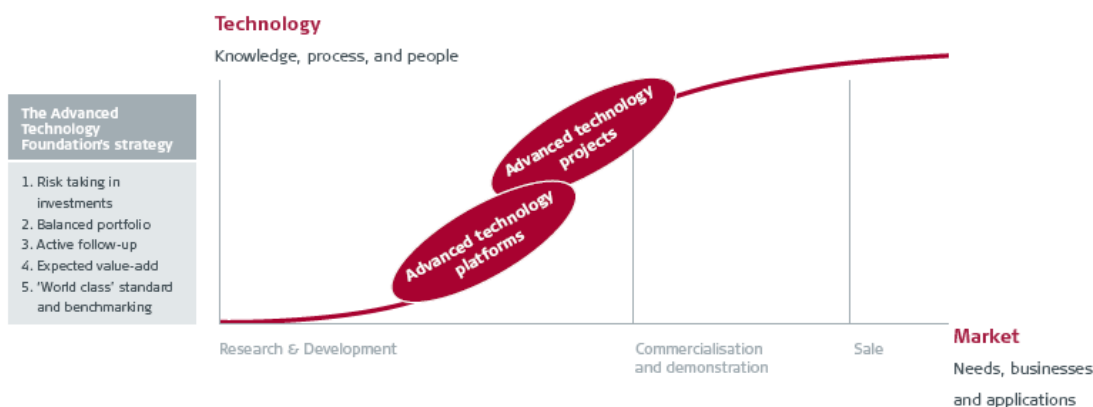 Technology
Knowledge, process, and people
The Advanced
Technology
Foundation's strategy
1. Risk taking in
investments
2. Balanced portfolio
3. Active follow-up
4. Expected value-add
5. 'World class' standard
and benchmarking
Advanced technology
projects
Advanced technology
platforms
Research & Development
Commercialisation
and demonstration
Sale
Market
Needs, businesses
and applications